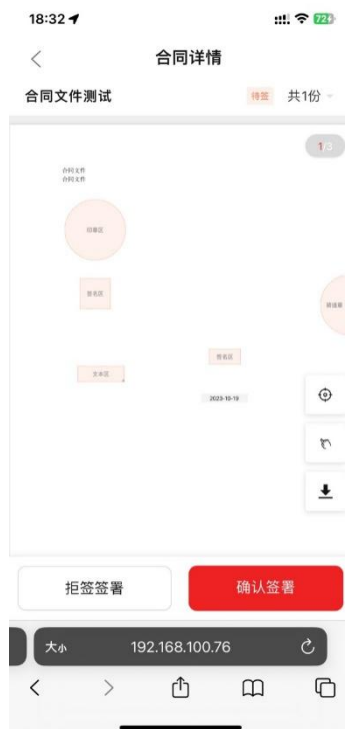 18:32
72
合同详情
合同文件测试
待签
共1份
1/3
合同文件
合同文件
印章区
签名区
骑缝章
签名区
文本区
2023-10-19
拒签签署
确认签署
大小
192.168.100.76